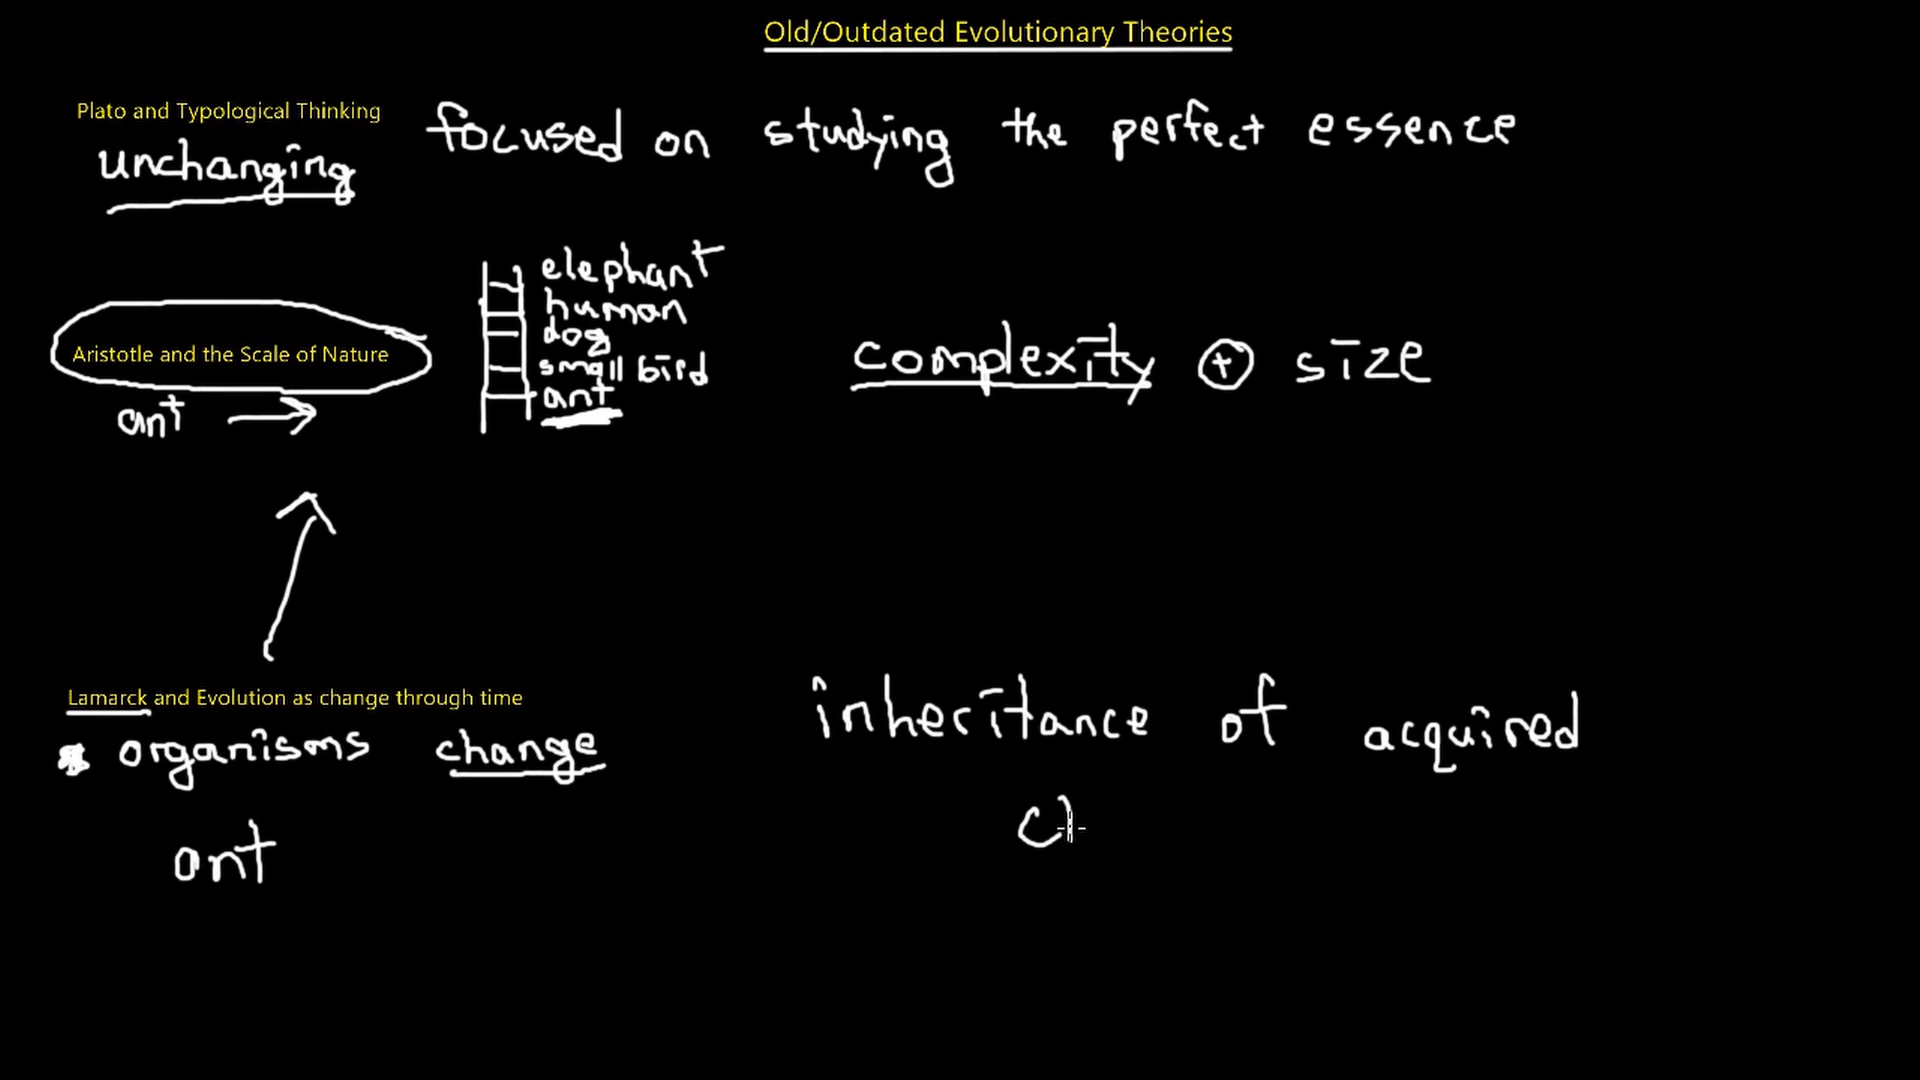 Old/Outdated Evolutionary Theories
Plato and Typological Thinking
focused on studying the perfect essence
unchanging
elephant
human
dog
small bird
ant
Aristotle and the Scale of Nature
complexity + size
ant →
Lamarck and Evolution as change through time
organisms change
inheritance of acquired
ant